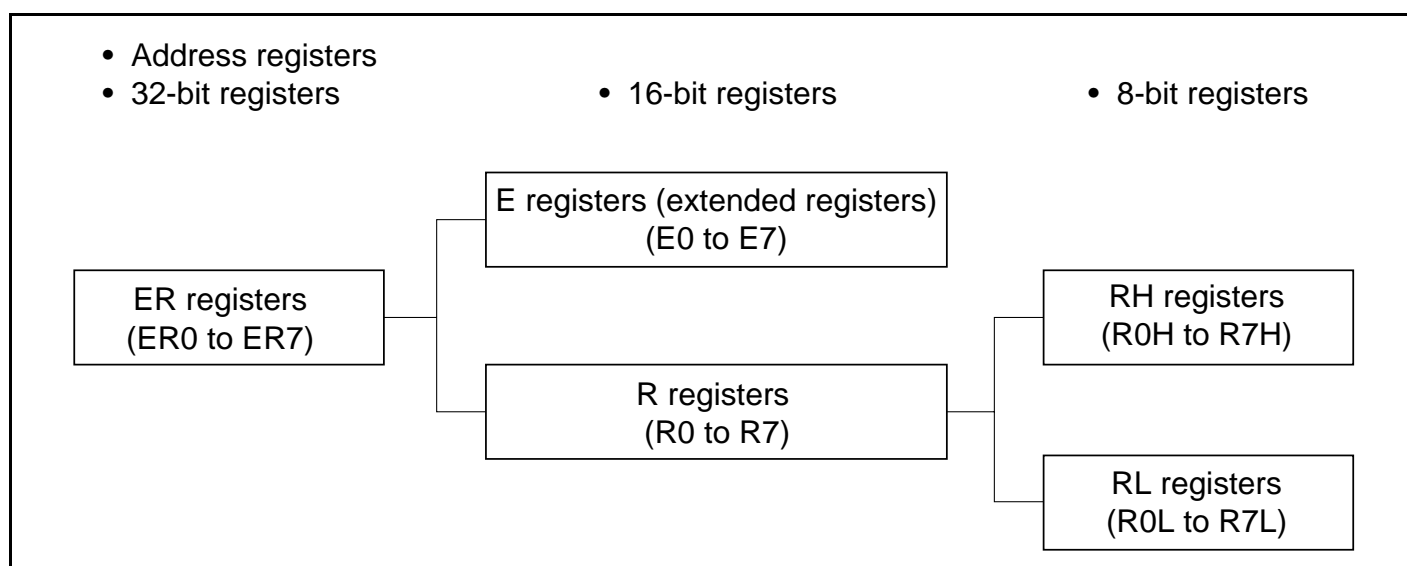 • Address registers
• 32-bit registers
• 16-bit registers
• 8-bit registers
E registers (extended registers)
(E0 to E7)
ER registers
(ER0 to ER7)
RH registers
(R0H to R7H)
R registers
(R0 to R7)
RL registers
(R0L to R7L)